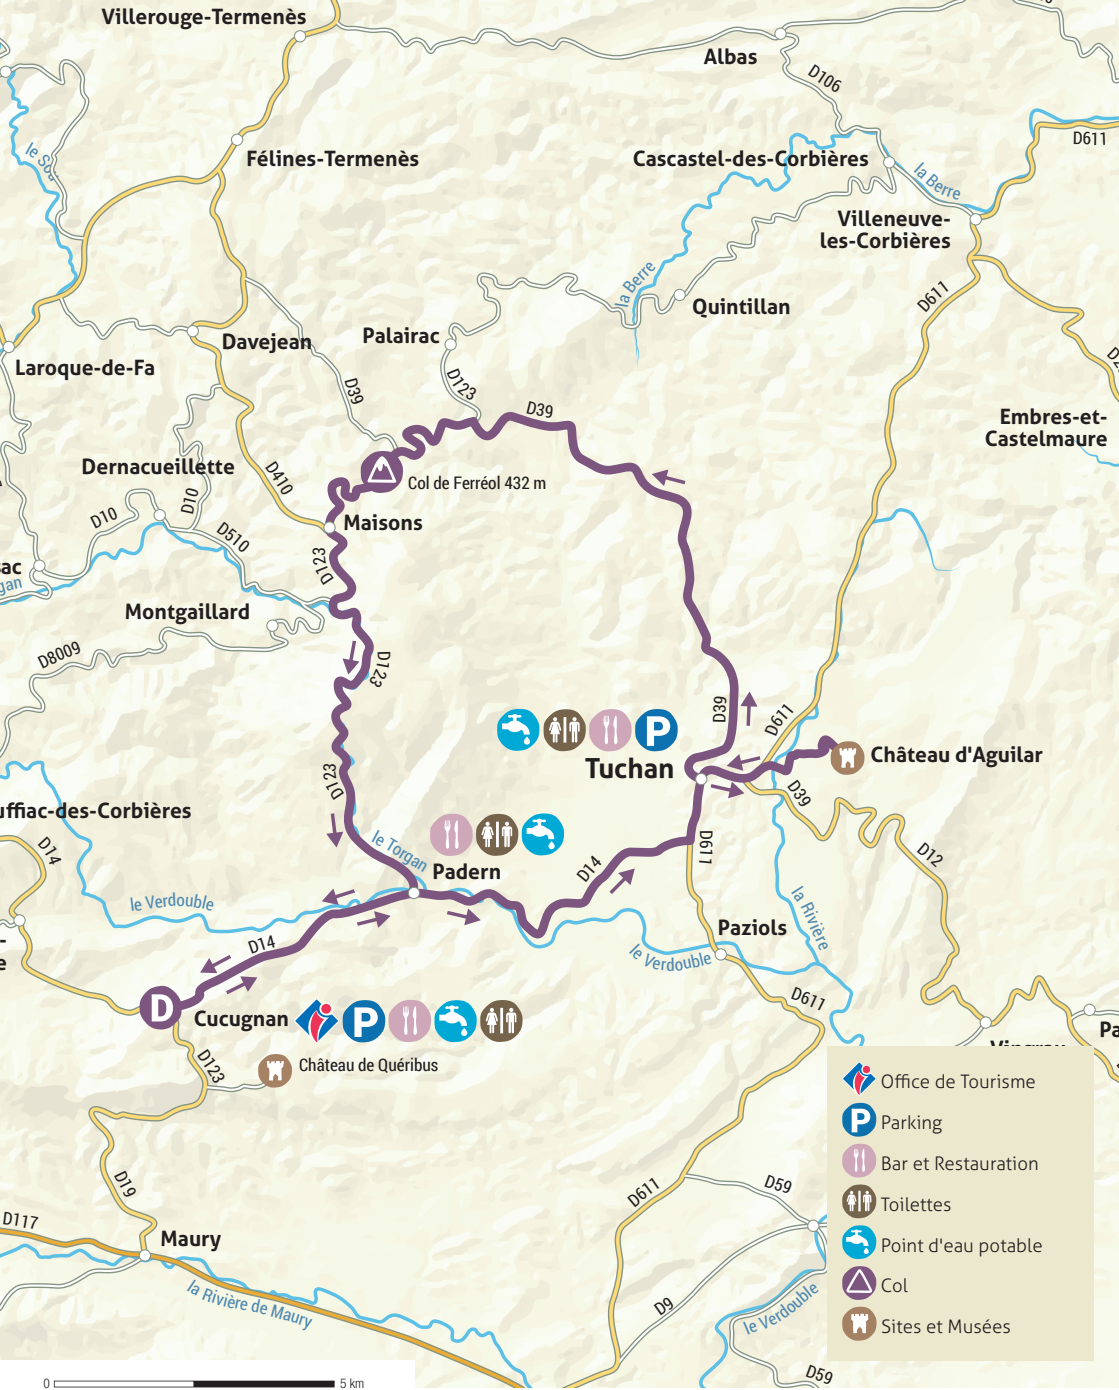 Villerouge-Termenès
Albas
D106
D611
le Sou
Félines-Termenès
Cascastel-des-Corbières
la Berre
Villeneuve-
les-Corbières
la Berre
D611
Quintillan
Palairac
Davejean
Laroque-de-Fa
D39
D123
D39
Embres-et-
Castelmaure
Dernacueillette
D410
Col de Ferréol 432 m
D10
D10
D510
Maisons
D123
Montgaillard
D8009
D123
D39
D611
P
Tuchan
Château d'Aguilar
D123
D39
uffiac-des-Corbières
D14
le Torgan
Padern
D14
D611
D12
le Verdouble
la Rivière
D14
Paziols
le Verdouble
D611
D
Cucugnan
P
D123
Château de Quéribus
Office de Tourisme
P Parking
Bar et Restauration
Toilettes
Point d'eau potable
Col
Sites et Musées
D19
D611
D59
D117
Maury
la Rivière de Maury
D9
le Verdouble
D59
0
5 km